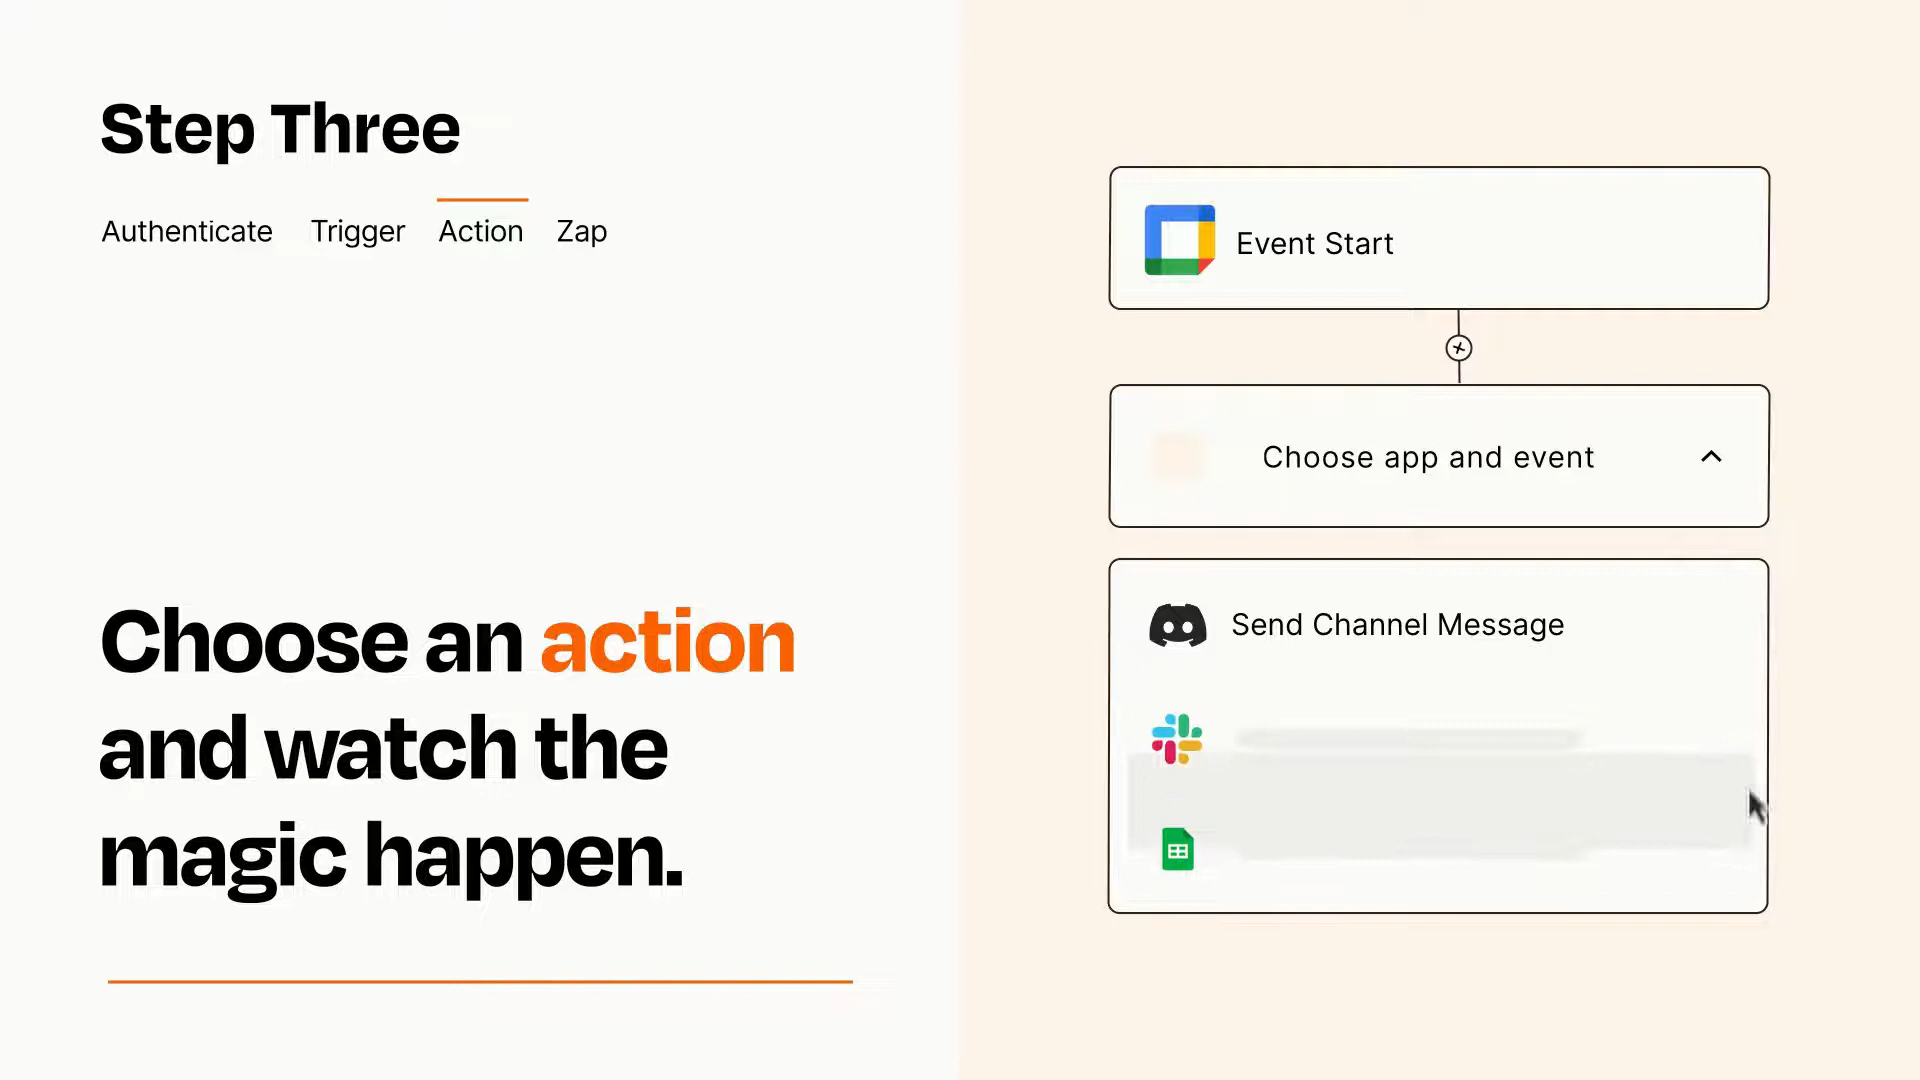 Step Three
Authenticate Trigger Action Zap
Choose an action
and watch the
magic happen.
Event Start
Choose app and event
Send Channel Message